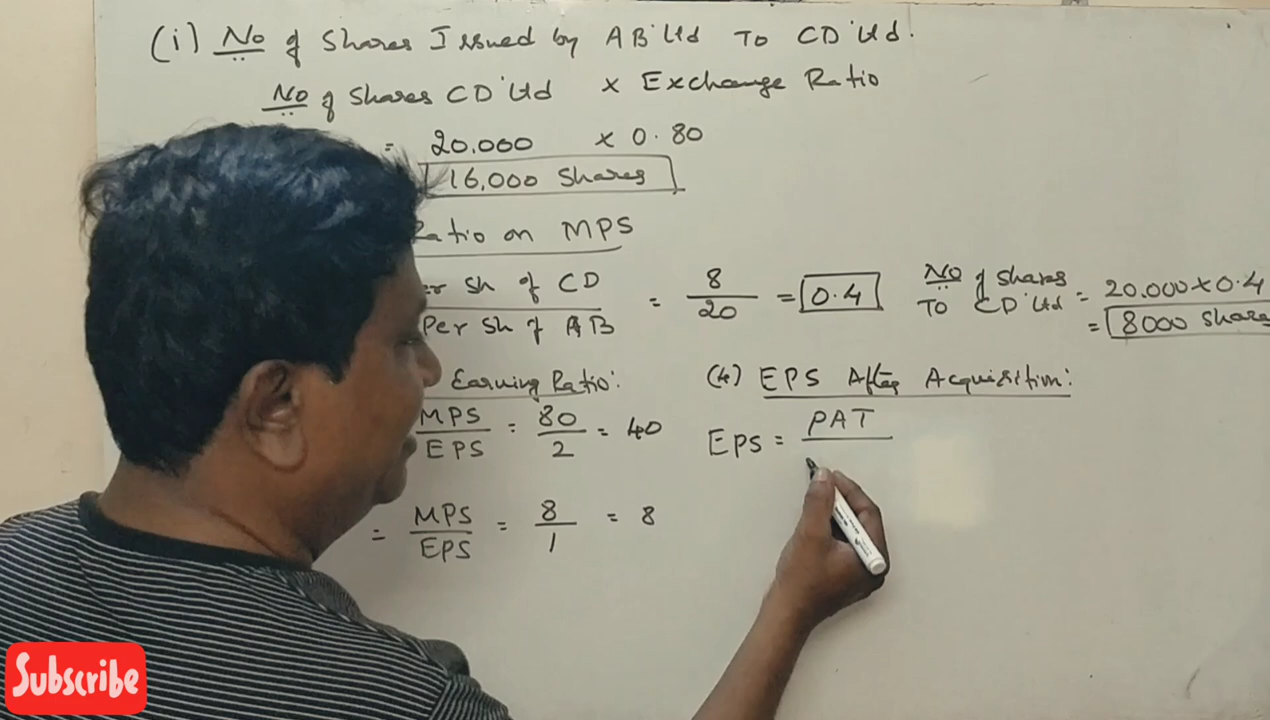 (i) No of Shares Issued by AB Ltd To CD Ltd.
No of Shares CD Ltd x Exchange Ratio
= 20,000 x 0.80
16,000 Shares
Ratio on MPS
Per Sh of CD
Per Sh of AB
= 8/20 = 0.4
No of Shares To CD Ltd = 20,000 x 0.4
= 8000 Shares
Earning Ratio:
MPS/EPS = 80/2 = 40
= MPS/EPS = 8/1 = 8
(4) EPS After Acquisition:
EPS = PAT
Subscribe